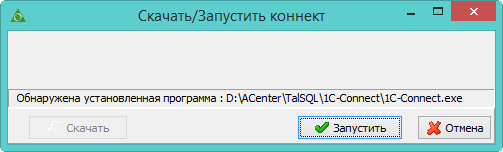 Скачать/Запустить коннект
Обнаружена установленная программа : D:\ACenter\TalSQL\1C-Connect\1C-Connect.exe
Скачать
Запустить
Отмена